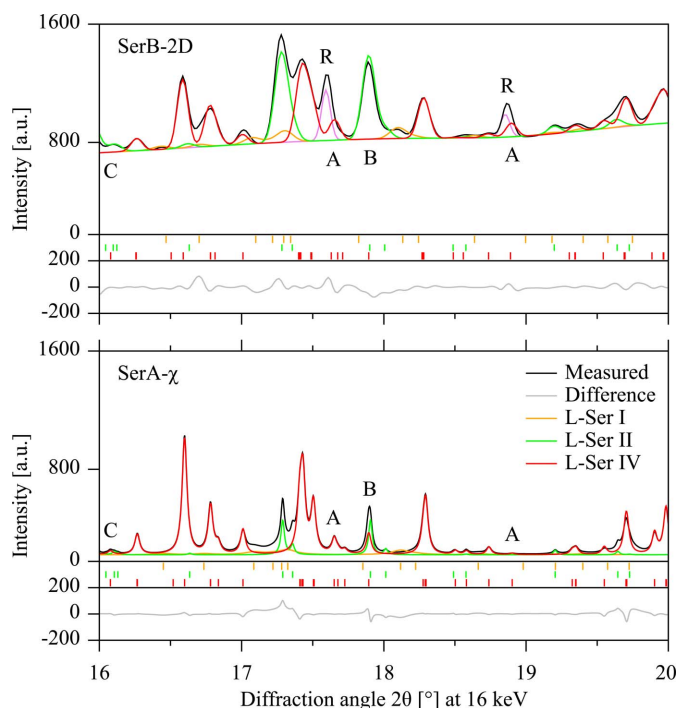 1600
SerB-2D
R
R
800
C
A
B
A
0
200
0
-200
Intensity [a.u.]
1600
SerA-χ
Measured
Difference
L-Ser I
L-Ser II
L-Ser IV
800
B
C
A
A
0
200
0
-200
Intensity [a.u.]
16
17
18
19
20
Diffraction angle 2θ [°] at 16 keV